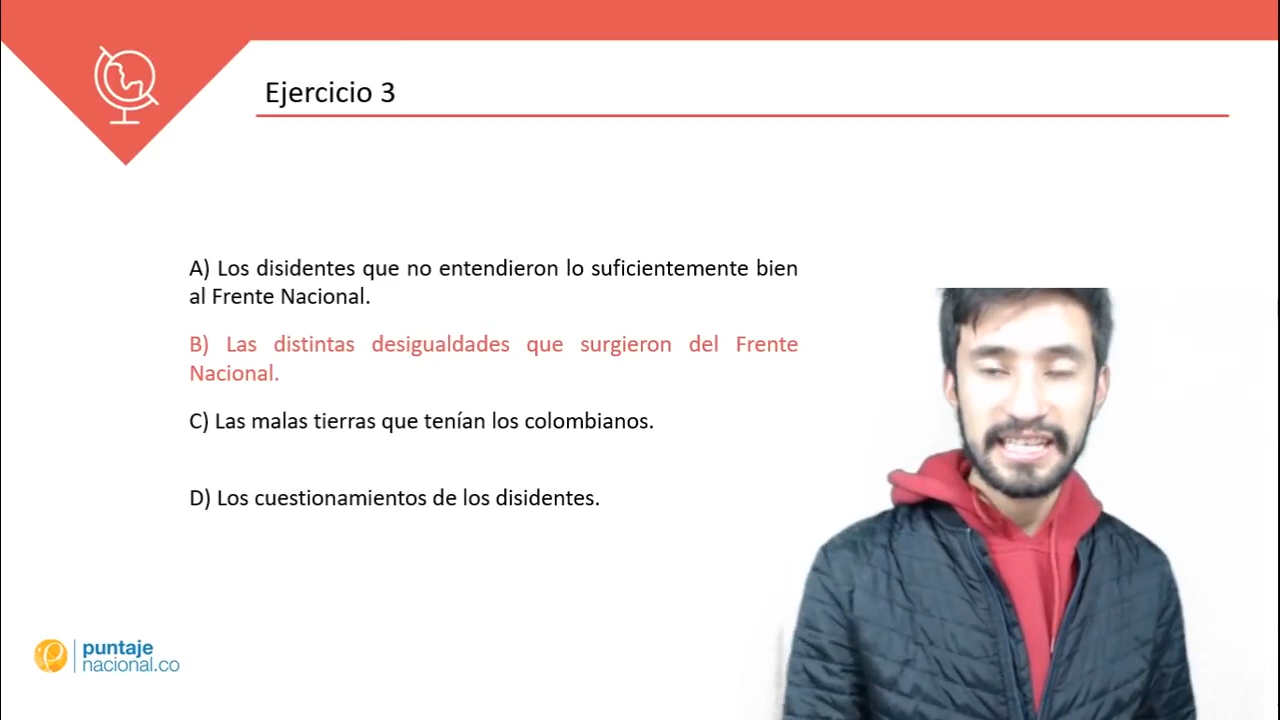 Ejercicio 3
A) Los disidentes que no entendieron lo suficientemente bien
al Frente Nacional.
B) Las distintas desigualdades que surgieron del Frente
Nacional.
C) Las malas tierras que tenían los colombianos.
D) Los cuestionamientos de los disidentes.
puntaje
nacional.co